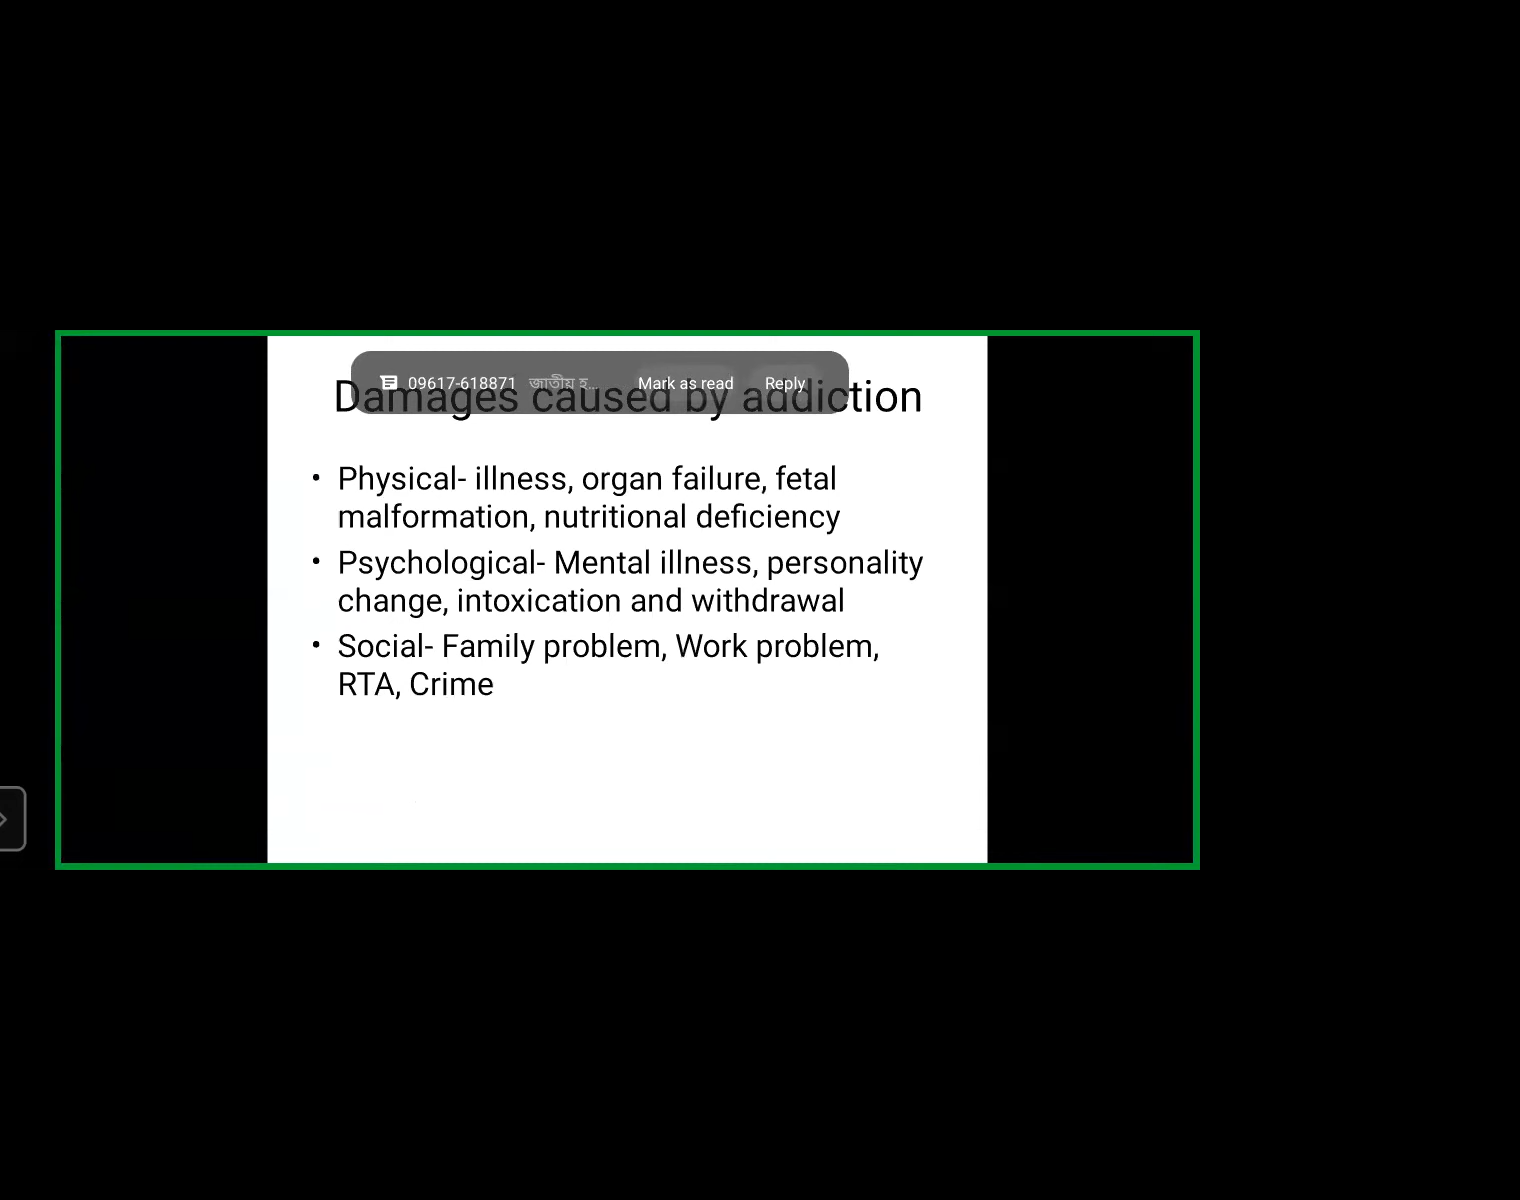 09617-618871 জাতীয় হ... Mark as read Reply
Damages caused by addiction
• Physical- illness, organ failure, fetal
malformation, nutritional deficiency
• Psychological- Mental illness, personality
change, intoxication and withdrawal
• Social- Family problem, Work problem,
RTA, Crime